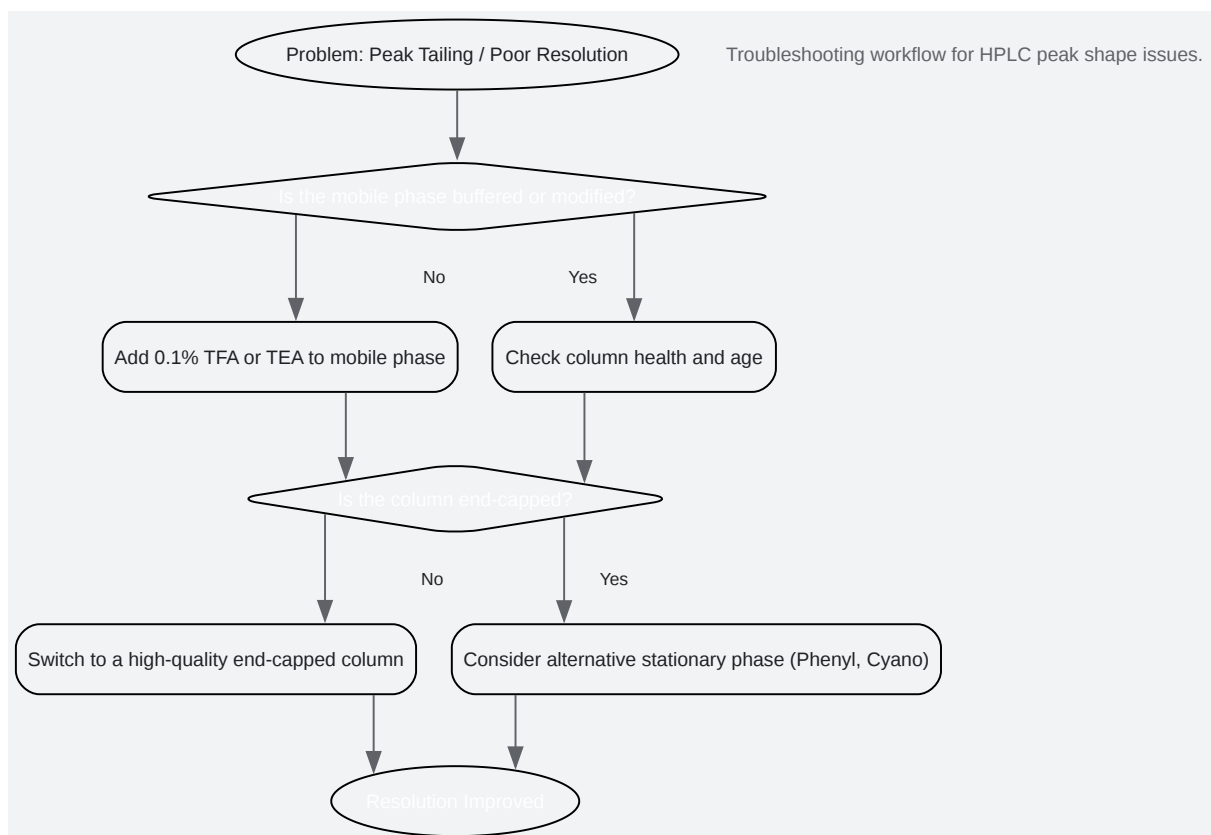 Problem: Peak Tailing / Poor Resolution
Troubleshooting workflow for HPLC peak shape issues.
Is the mobile phase buffered or modified?
No
Yes
Add 0.1% TFA or TEA to mobile phase
Check column health and age
Is the column end-capped?
No
Yes
Switch to a high-quality end-capped column
Consider alternative stationary phase (Phenyl, Cyano)
Resolution Improved